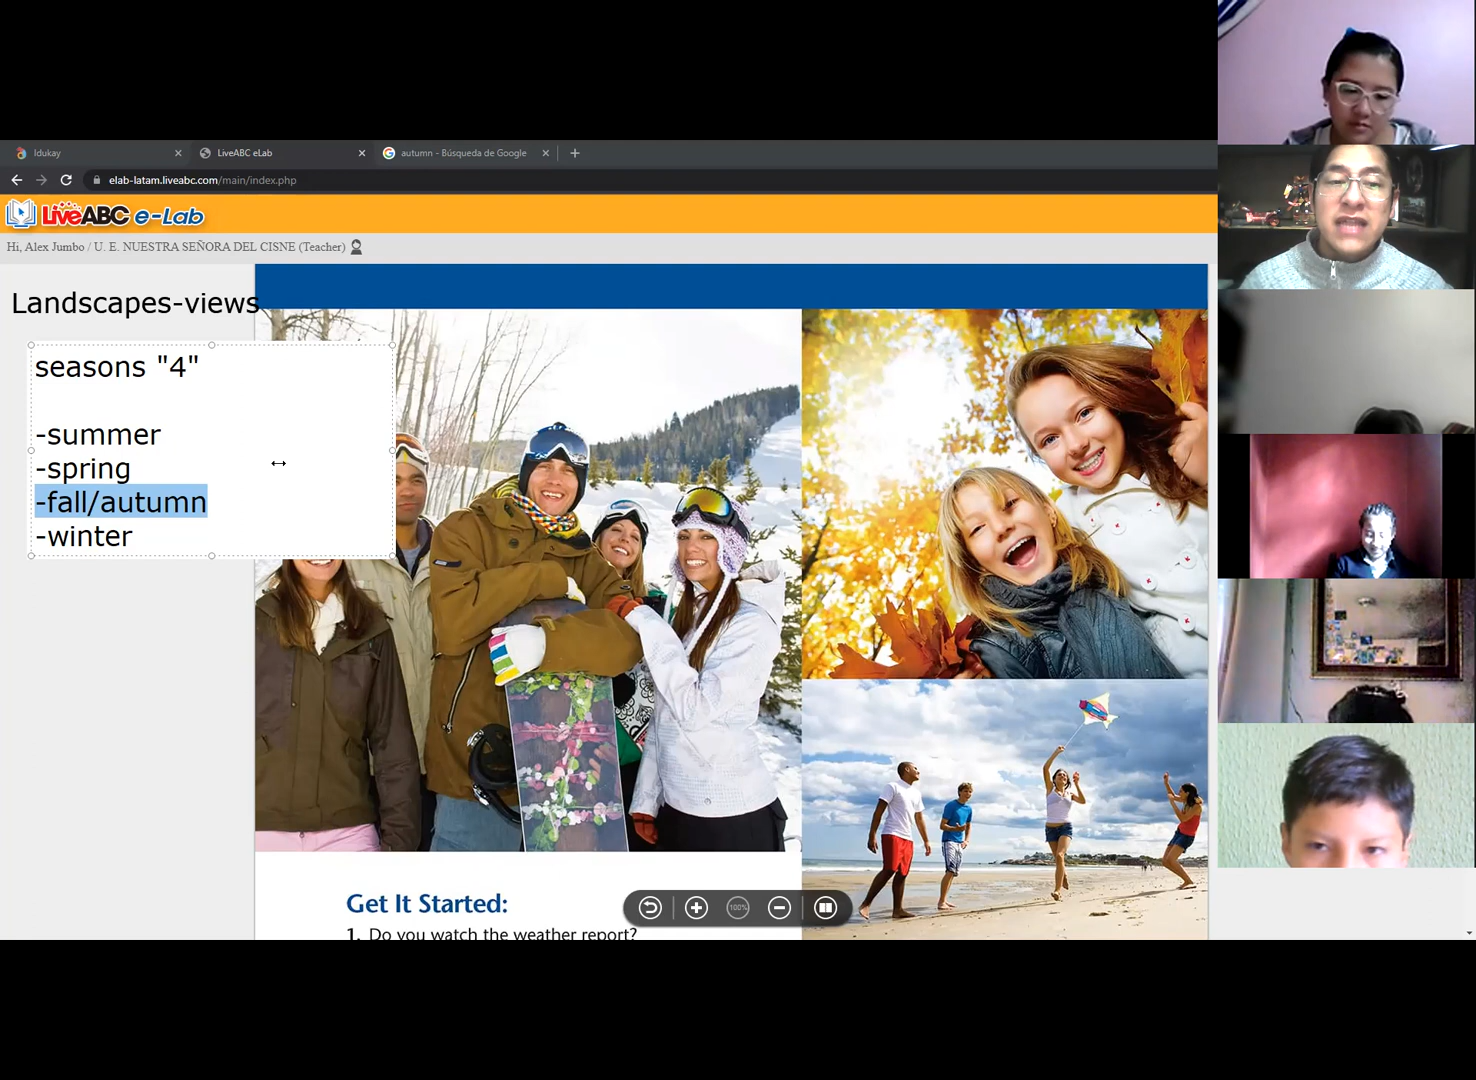 Idukay
LiveABC eLab
autumn - Búsqueda de Google
elab-latam.liveabc.com/main/index.php
LiveABC e-Lab
Hi, Alex Jumbo / U. E. NUESTRA SEÑORA DEL CISNE (Teacher)
Landscapes-views
seasons "4"
-summer
-spring
-fall/autumn
-winter
Get It Started:
100%
1. Do you watch the weather report?